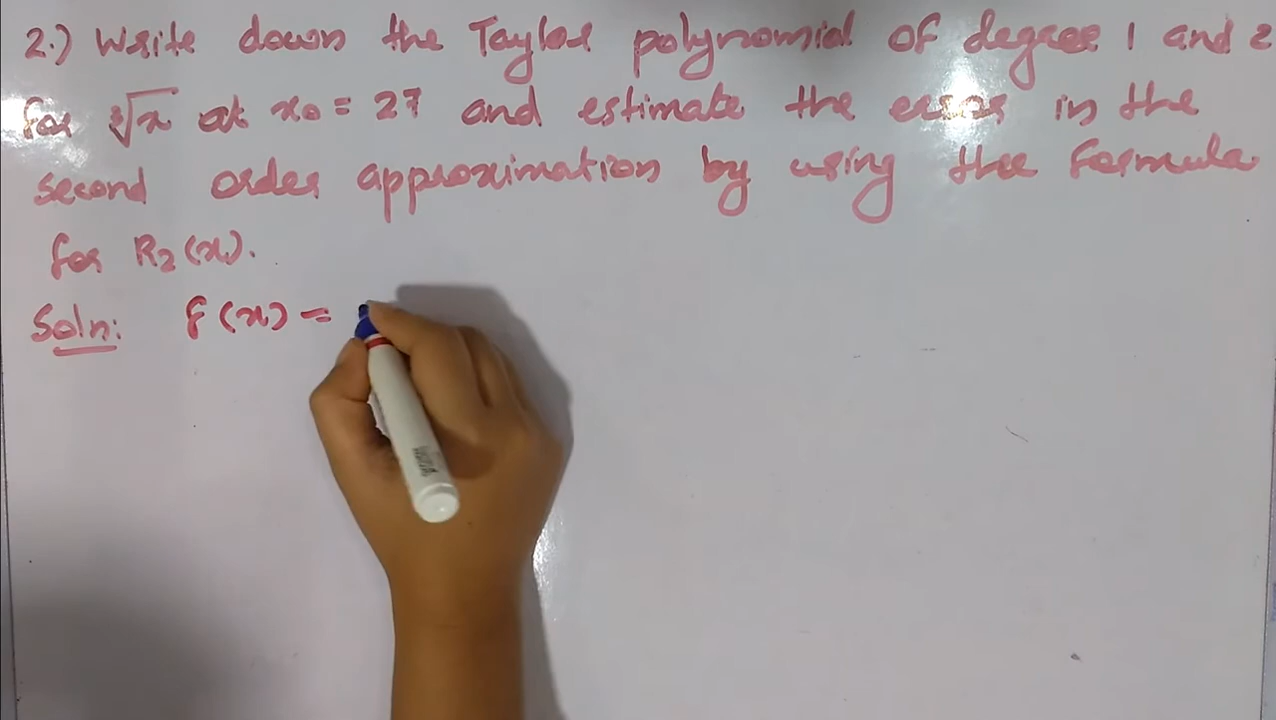 2.) Write down the Taylor polynomial of degree 1 and 2
for ∛x at x₀ = 27 and estimate the error in the
second order approximation by using the formula
for R₂(x).
Soln: f(x) =